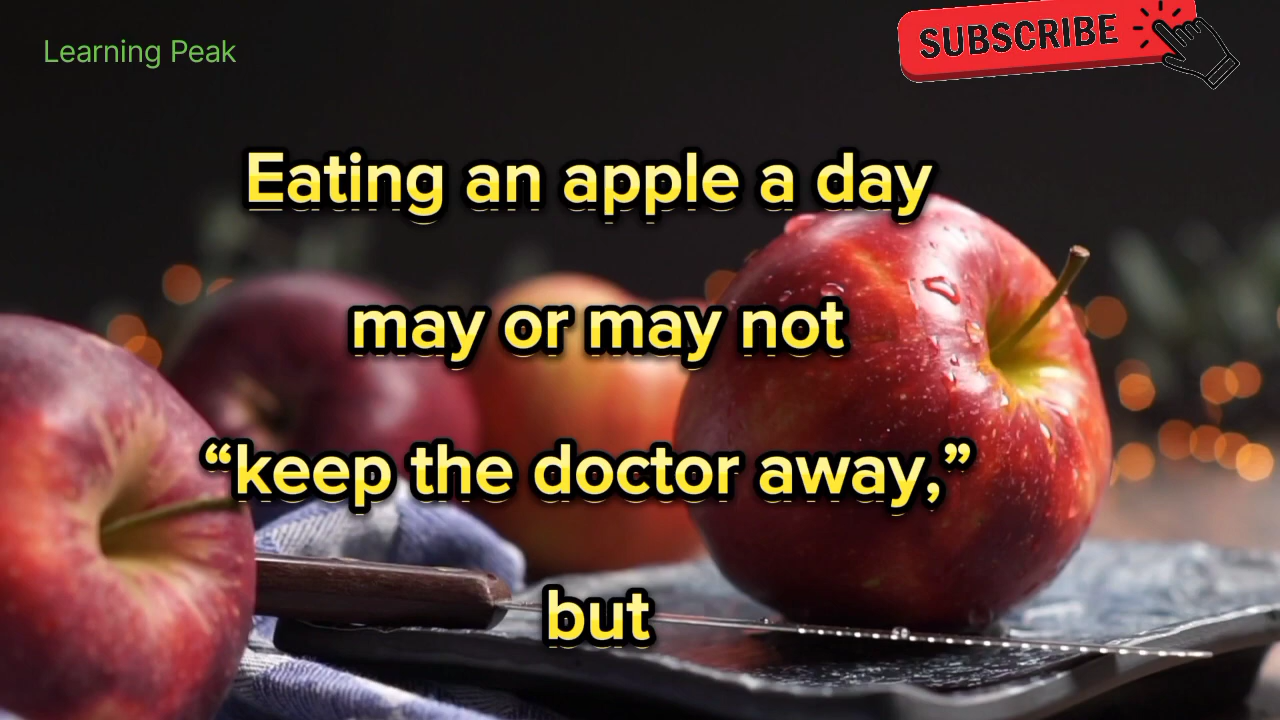 Learning Peak
SUBSCRIBE
Eating an apple a day
may or may not
“keep the doctor away,”
but